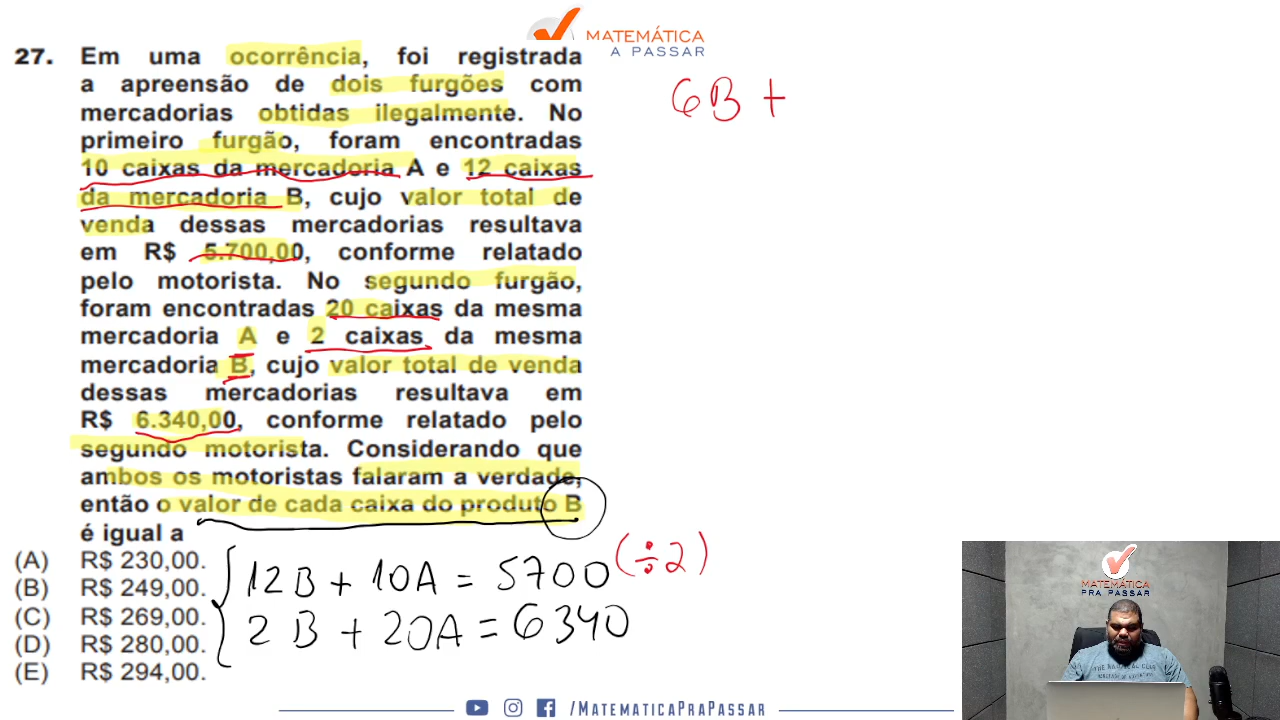 MATEMÁTICA
A PASSAR
27. Em uma ocorrência, foi registrada
a apreensão de dois furgões com
mercadorias obtidas ilegalmente. No
primeiro furgão, foram encontradas
10 caixas da mercadoria A e 12 caixas
da mercadoria B, cujo valor total de
venda dessas mercadorias resultava
em R$ 5.700,00, conforme relatado
pelo motorista. No segundo furgão,
foram encontradas 20 caixas da mesma
mercadoria A e 2 caixas da mesma
mercadoria B, cujo valor total de venda
dessas mercadorias resultava em
R$ 6.340,00, conforme relatado pelo
segundo motorista. Considerando que
ambos os motoristas falaram a verdade,
então o valor de cada caixa do produto B
é igual a
(A) R$ 230,00.
(B) R$ 249,00.
(C) R$ 269,00.
(D) R$ 280,00.
(E) R$ 294,00.
6B +
12B + 10A = 5700 (÷2)
2B + 20A = 6340
MATEMÁTICA
PRA PASSAR
/MatematicaPraPassar